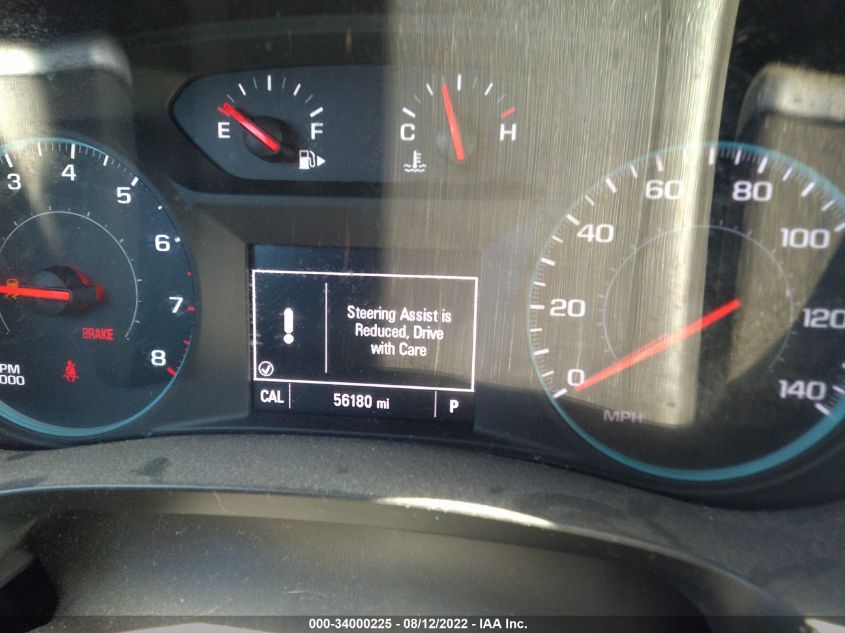 E F
C H
3 4 5 6 7 8
BRAKE
PM
000
Steering Assist is
Reduced, Drive
with Care
CAL 56180 mi P
0 20 40 60 80 100 120 140
MPH
000-34000225 - 08/12/2022 - IAA Inc.